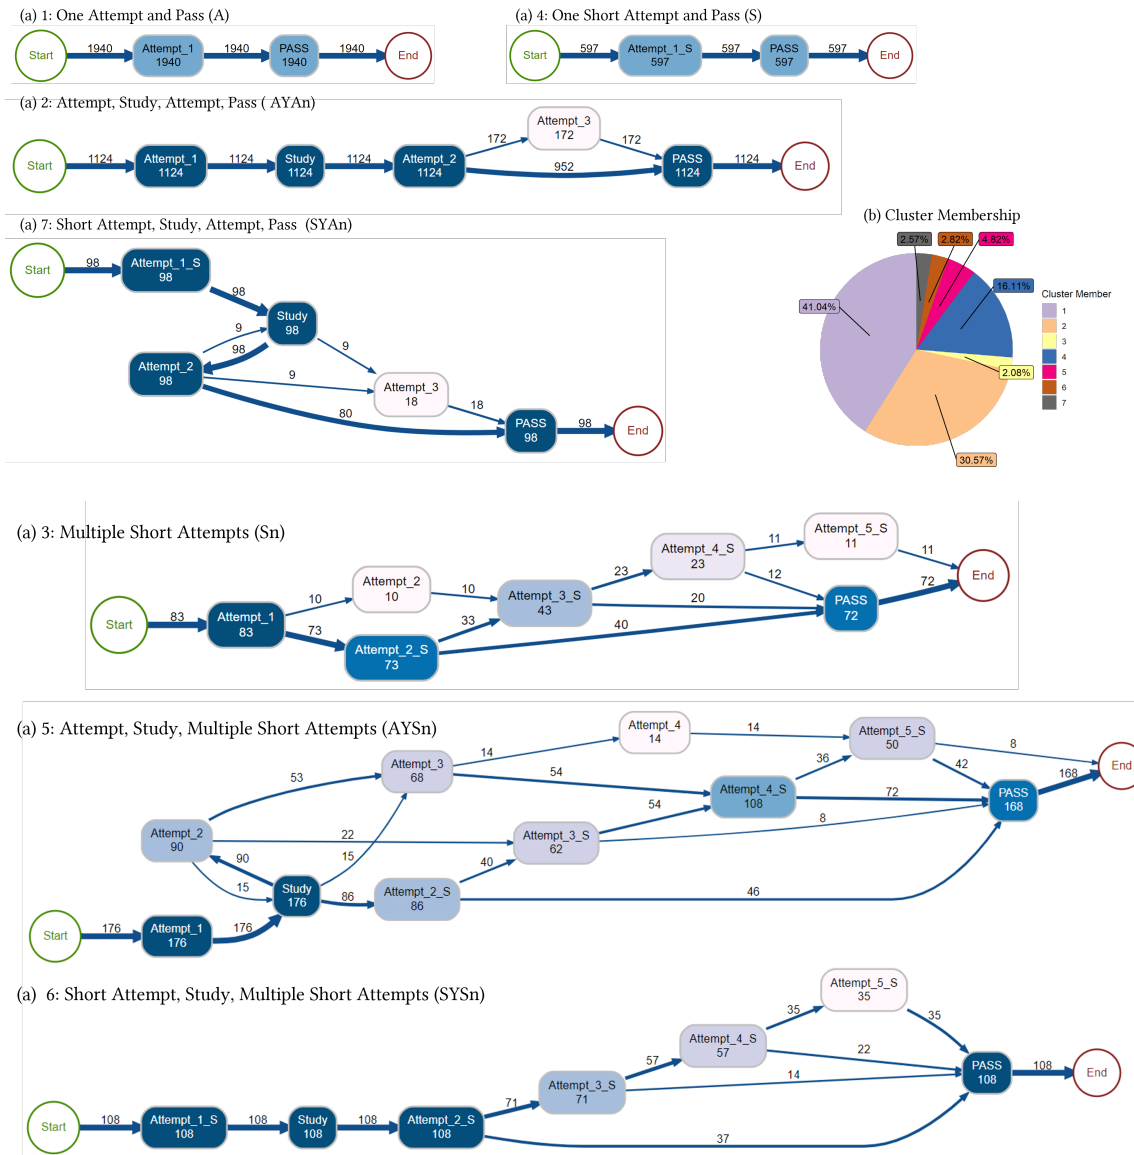 (a) 1: One Attempt and Pass (A)
Start
1940
Attempt_1
1940
1940
PASS
1940
1940
End
(a) 4: One Short Attempt and Pass (S)
Start
597
Attempt_1_S
597
597
PASS
597
597
End
(a) 2: Attempt, Study, Attempt, Pass ( AYAn)
Start
1124
Attempt_1
1124
1124
Study
1124
1124
Attempt_2
1124
172
Attempt_3
172
172
952
PASS
1124
1124
End
(a) 7: Short Attempt, Study, Attempt, Pass (SYAn)
Start
98
Attempt_1_S
98
98
Study
98
9
98
Attempt_2
98
9
9
Attempt_3
18
18
80
PASS
98
98
End
(b) Cluster Membership
2.57%
2.82%
4.82%
16.11%
41.04%
2.08%
30.57%
Cluster Member
1
2
3
4
5
6
7
(a) 3: Multiple Short Attempts (Sn)
Start
83
Attempt_1
83
10
Attempt_2
10
10
73
Attempt_2_S
73
33
Attempt_3_S
43
23
Attempt_4_S
23
11
Attempt_5_S
11
11
12
20
40
PASS
72
72
End
(a) 5: Attempt, Study, Multiple Short Attempts (AYSn)
Start
176
Attempt_1
176
176
Study
176
90
15
Attempt_2
90
53
15
Attempt_3
68
14
Attempt_4
14
14
54
22
86
Attempt_2_S
86
40
Attempt_3_S
62
54
8
Attempt_4_S
108
36
72
Attempt_5_S
50
8
42
46
PASS
168
168
End
(a) 6: Short Attempt, Study, Multiple Short Attempts (SYSn)
Start
108
Attempt_1_S
108
108
Study
108
108
Attempt_2_S
108
71
Attempt_3_S
71
57
Attempt_4_S
57
35
Attempt_5_S
35
35
22
14
37
PASS
108
108
End